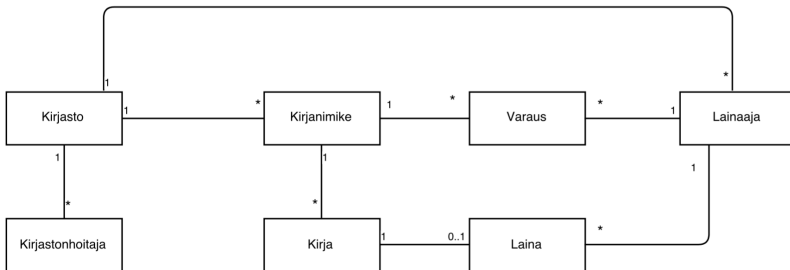 1
*
Kirjasto
1
*
Kirjanimike
1
*
Varaus
*
1
Lainaaja
1
*
1
*
1
Kirjastonhoitaja
Kirja
1
0..1
Laina
*